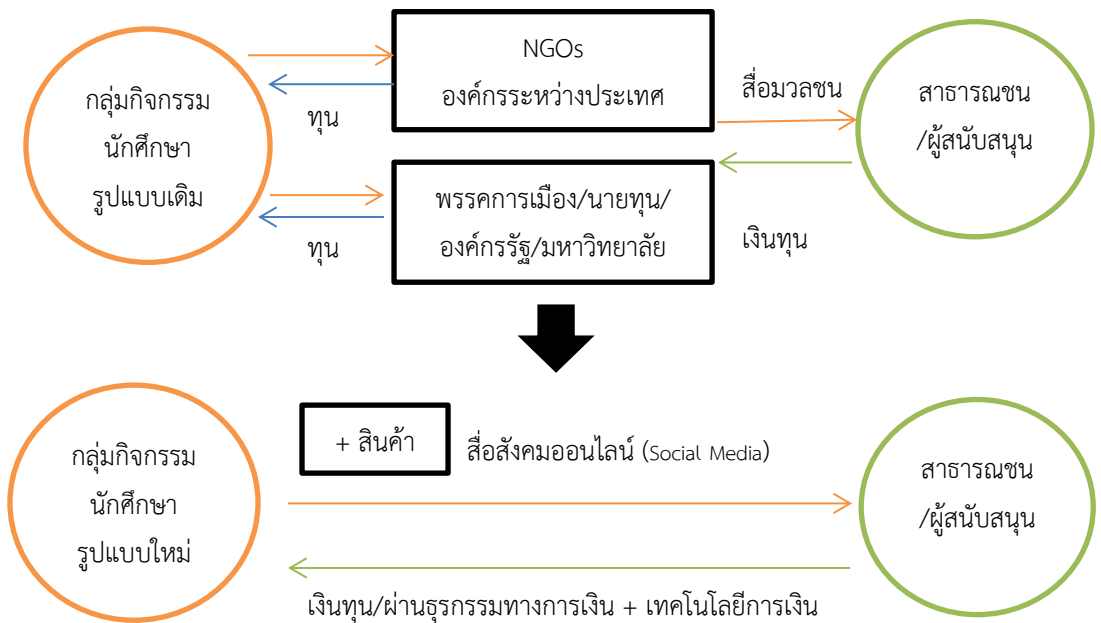 กลุ่มกิจกรรม
นักศึกษา
รูปแบบเดิม
ทุน
ทุน
NGOs
องค์กรระหว่างประเทศ
พรรคการเมือง/นายทุน/
องค์กรรัฐ/มหาวิทยาลัย
สื่อมวลชน
เงินทุน
สาธารณชน
/ผู้สนับสนุน
กลุ่มกิจกรรม
นักศึกษา
รูปแบบใหม่
+ สินค้า
สื่อสังคมออนไลน์ (Social Media)
เงินทุน/ผ่านธุรกรรมทางการเงิน + เทคโนโลยีการเงิน
สาธารณชน
/ผู้สนับสนุน